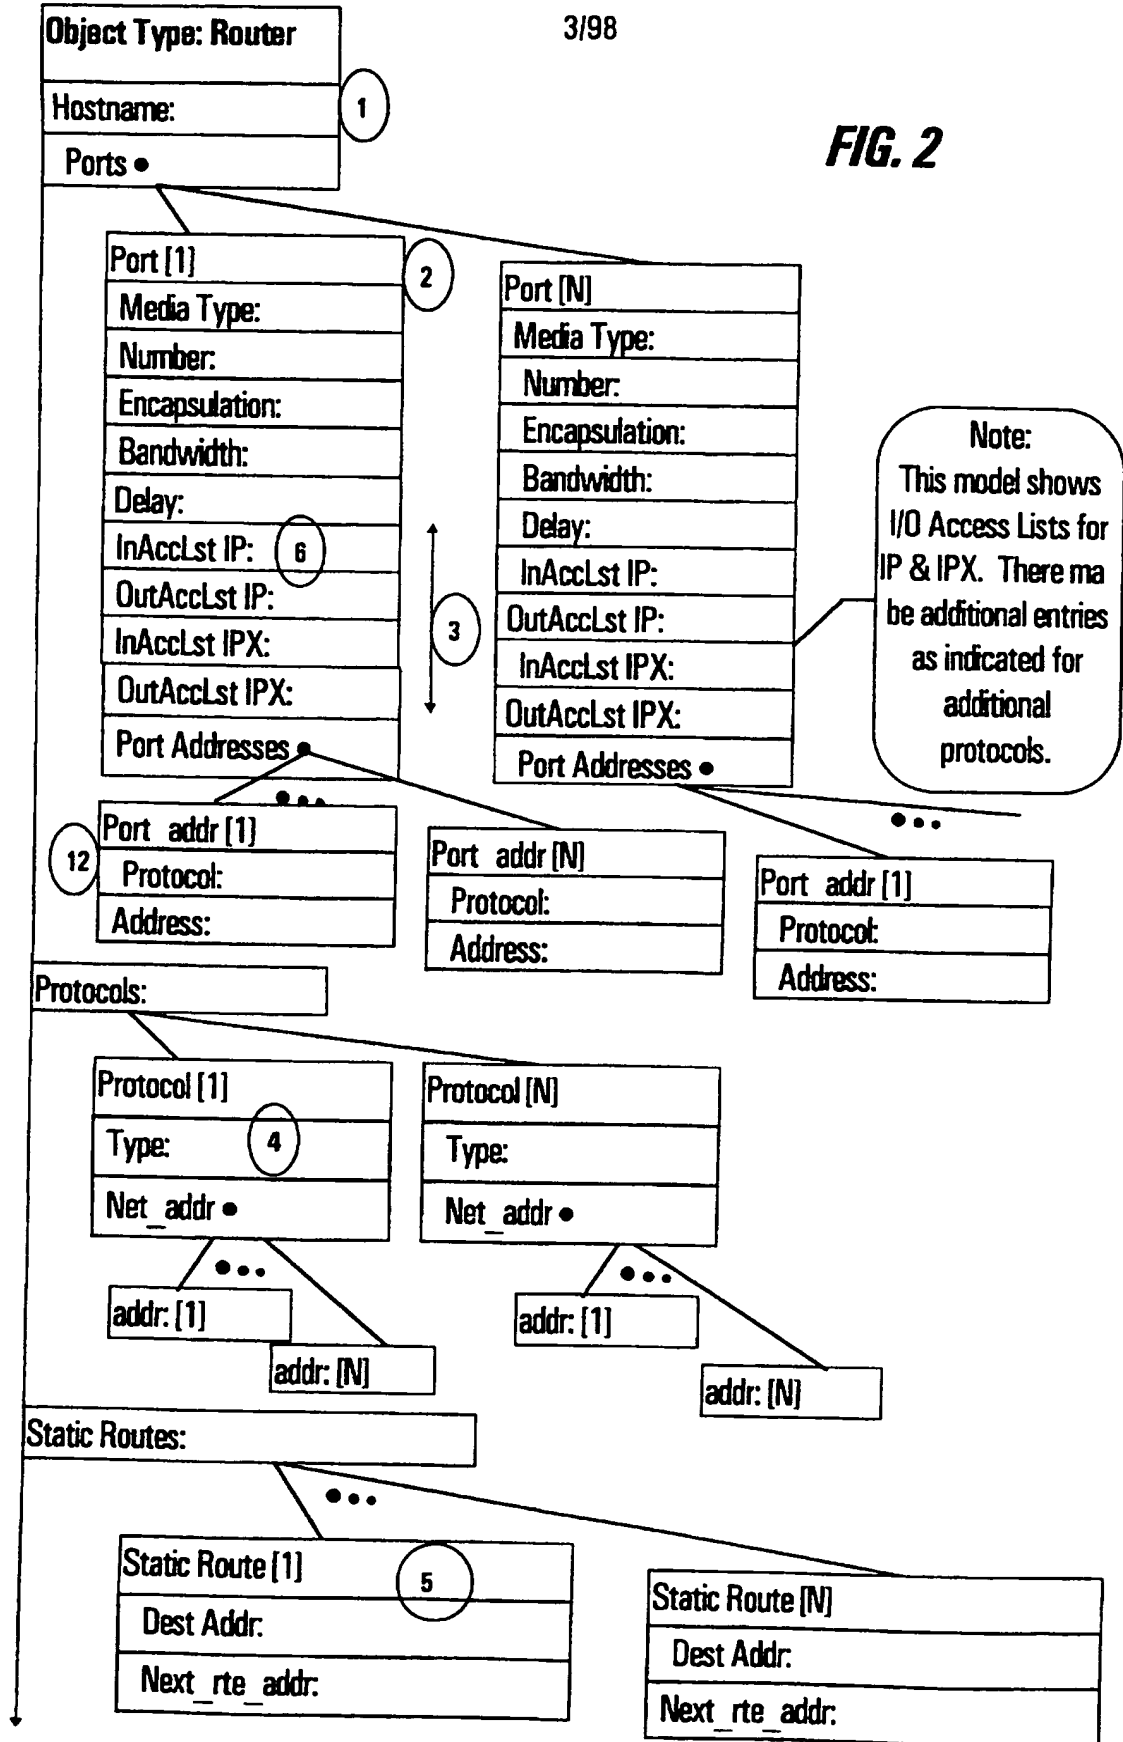 3/98
FIG. 2
Object Type: Router
Hostname:
1
Ports
Port [1]
2
Media Type:
Number:
Encapsulation:
Bandwidth:
Delay:
InAccLst IP:
6
OutAccLst IP:
3
InAccLst IPX:
OutAccLst IPX:
Port Addresses
Port [N]
Media Type:
Number:
Encapsulation:
Bandwidth:
Delay:
InAccLst IP:
OutAccLst IP:
InAccLst IPX:
OutAccLst IPX:
Port Addresses
Note:
This model shows
I/O Access Lists for
IP & IPX. There ma
be additional entries
as indicated for
additional
protocols.
12
Port_addr [1]
Protocol:
Address:
Port_addr [N]
Protocol:
Address:
Port_addr [1]
Protocol:
Address:
Protocols:
Protocol [1]
Type:
4
Net_addr
Protocol [N]
Type:
Net_addr
addr: [1]
addr: [N]
addr: [1]
addr: [N]
Static Routes:
Static Route [1]
5
Dest Addr:
Next_rte_addr:
Static Route [N]
Dest Addr:
Next_rte_addr: